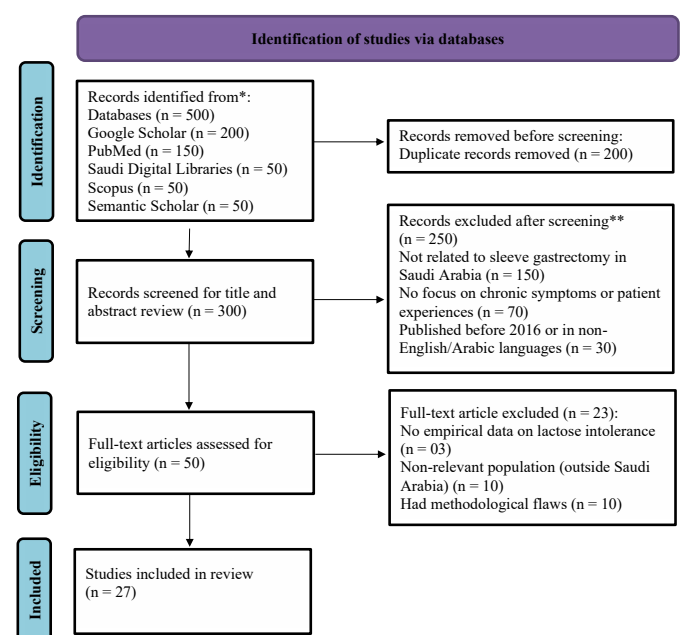 Identification of studies via databases
Identification
Records identified from*:
Databases (n = 500)
Google Scholar (n = 200)
PubMed (n = 150)
Saudi Digital Libraries (n = 50)
Scopus (n = 50)
Semantic Scholar (n = 50)
Records removed before screening:
Duplicate records removed (n = 200)
Screening
Records screened for title and
abstract review (n = 300)
Records excluded after screening**
(n = 250)
Not related to sleeve gastrectomy in
Saudi Arabia (n = 150)
No focus on chronic symptoms or patient
experiences (n = 70)
Published before 2016 or in non-
English/Arabic languages (n = 30)
Eligibility
Full-text articles assessed for
eligibility (n = 50)
Full-text article excluded (n = 23):
No empirical data on lactose intolerance
(n = 03)
Non-relevant population (outside Saudi
Arabia) (n = 10)
Had methodological flaws (n = 10)
Included
Studies included in review
(n = 27)